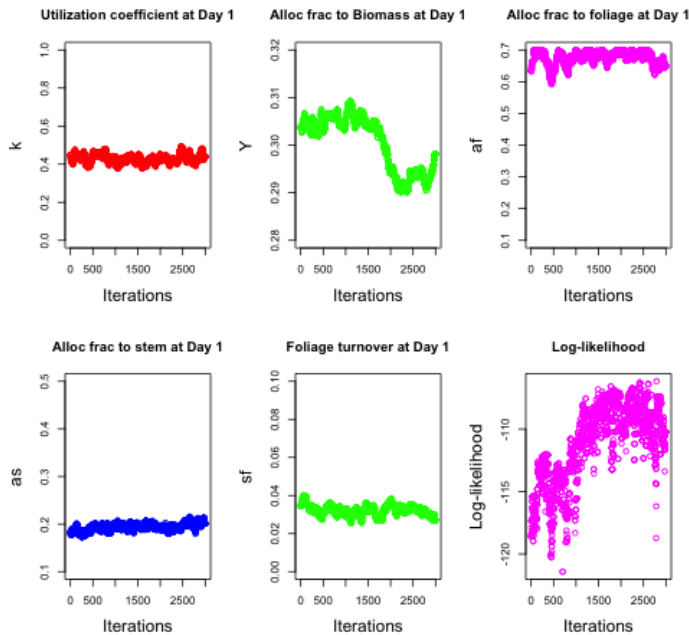 Utilization coefficient at Day 1
k
0.0 0.2 0.4 0.6 0.8 1.0
0 500 2500
Iterations
Alloc frac to Biomass at Day 1
Y
0.28 0.29 0.30 0.31 0.32
0 500 2500
Iterations
Alloc frac to foliage at Day 1
af
0.1 0.2 0.3 0.4 0.5 0.6 0.7
0 500 2500
Iterations
Alloc frac to stem at Day 1
as
0.1 0.2 0.3 0.4 0.5
0 500 2500
Iterations
Foliage turnover at Day 1
sf
0.00 0.02 0.04 0.06 0.08 0.10
0 500 2500
Iterations
Log-likelihood
Log-likelihood
-120 -115 -110
0 500 2500
Iterations